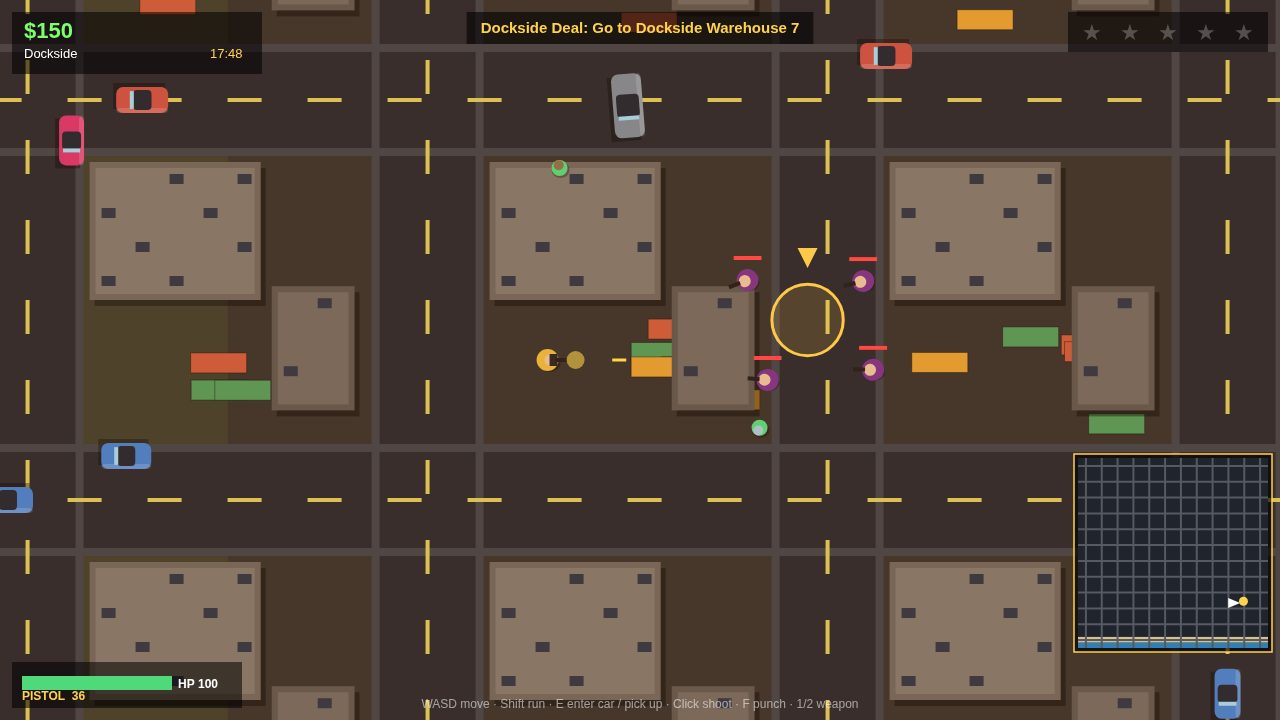 $150
Dockside 17:48
Dockside Deal: Go to Dockside Warehouse 7
HP 100
PISTOL 36
WASD move · Shift run · E enter car / pick up · Click shoot · F punch · 1/2 weapon